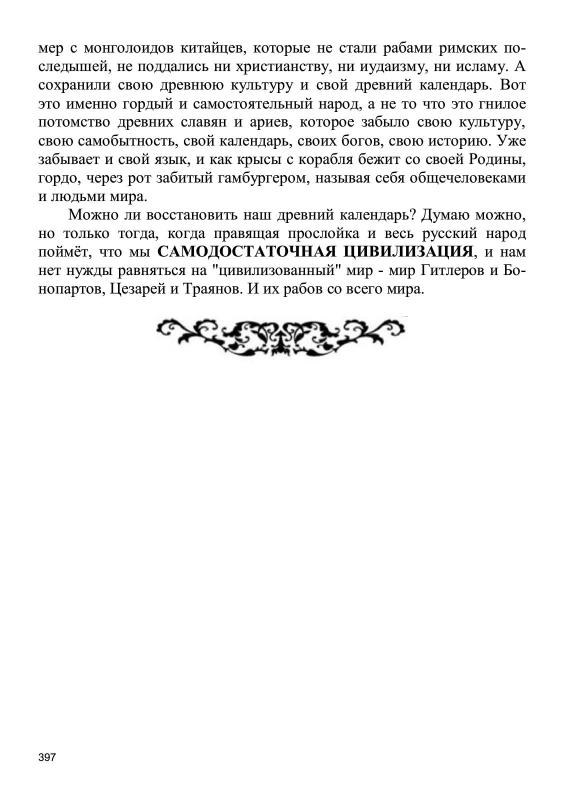 мер с монголоидов китайцев, которые не стали рабами римских по-
следышей, не поддались ни христианству, ни иудаизму, ни исламу. А
сохранили свою древнюю культуру и свой древний календарь. Вот
это именно гордый и самостоятельный народ, а не то что это гнилое
потомство древних славян и ариев, которое забыло свою культуру,
свою самобытность, свой календарь, своих богов, свою историю. Уже
забывает и свой язык, и как крысы с корабля бежит со своей Родины,
гордо, через рот забитый гамбургером, называя себя общечеловеками
и людьми мира.
Можно ли восстановить наш древний календарь? Думаю можно,
но только тогда, когда правящая прослойка и весь русский народ
поймёт, что мы САМОДОСТАТОЧНАЯ ЦИВИЛИЗАЦИЯ, и нам
нет нужды равняться на "цивилизованный" мир - мир Гитлеров и Бо-
нопартов, Цезарей и Траянов. И их рабов со всего мира.
397